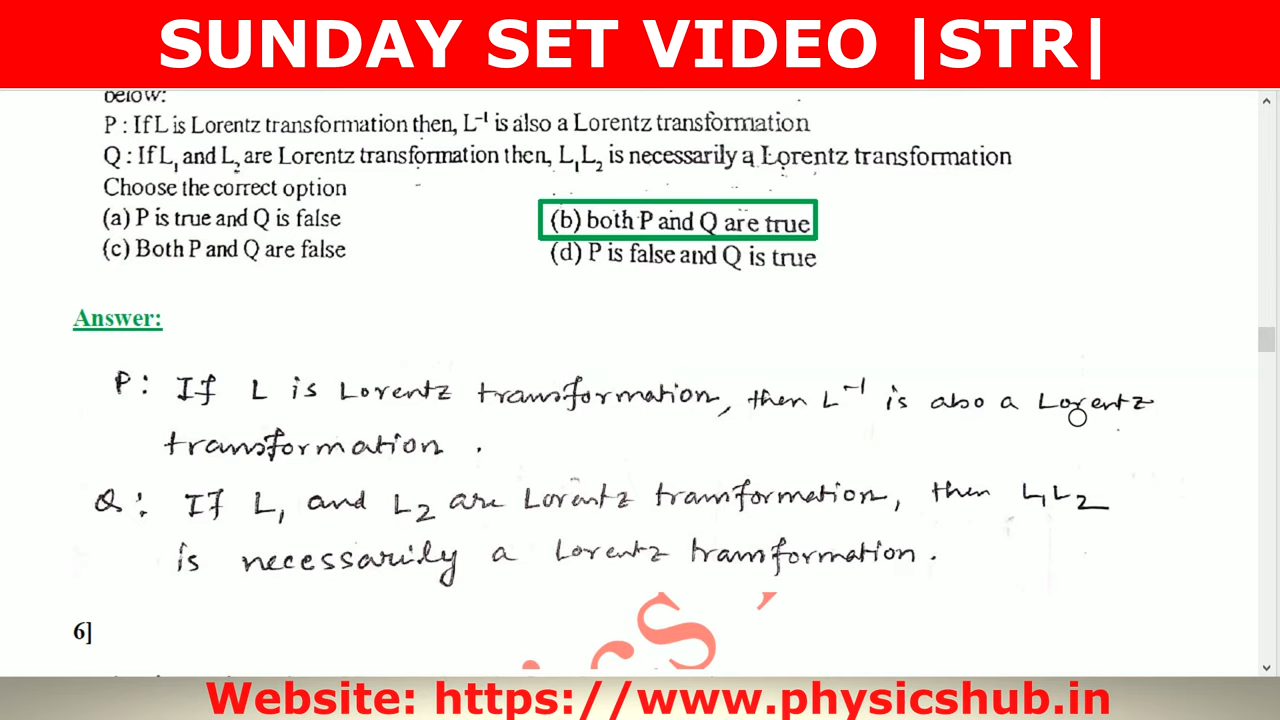 SUNDAY SET VIDEO |STR|
below:
P : If L is Lorentz transformation then, L⁻¹ is also a Lorentz transformation
Q : If L₁ and L₂ are Lorentz transformation then, L₁L₂ is necessarily a Lorentz transformation
Choose the correct option
(a) P is true and Q is false
(b) both P and Q are true
(c) Both P and Q are false
(d) P is false and Q is true
Answer:
P : If L is Lorentz transformation, then L⁻¹ is also a Lorentz
transformation .
Q : If L₁ and L₂ are Lorentz transformation, then L₁L₂
is necessarily a Lorentz transformation .
6]
Website: https://www.physicshub.in